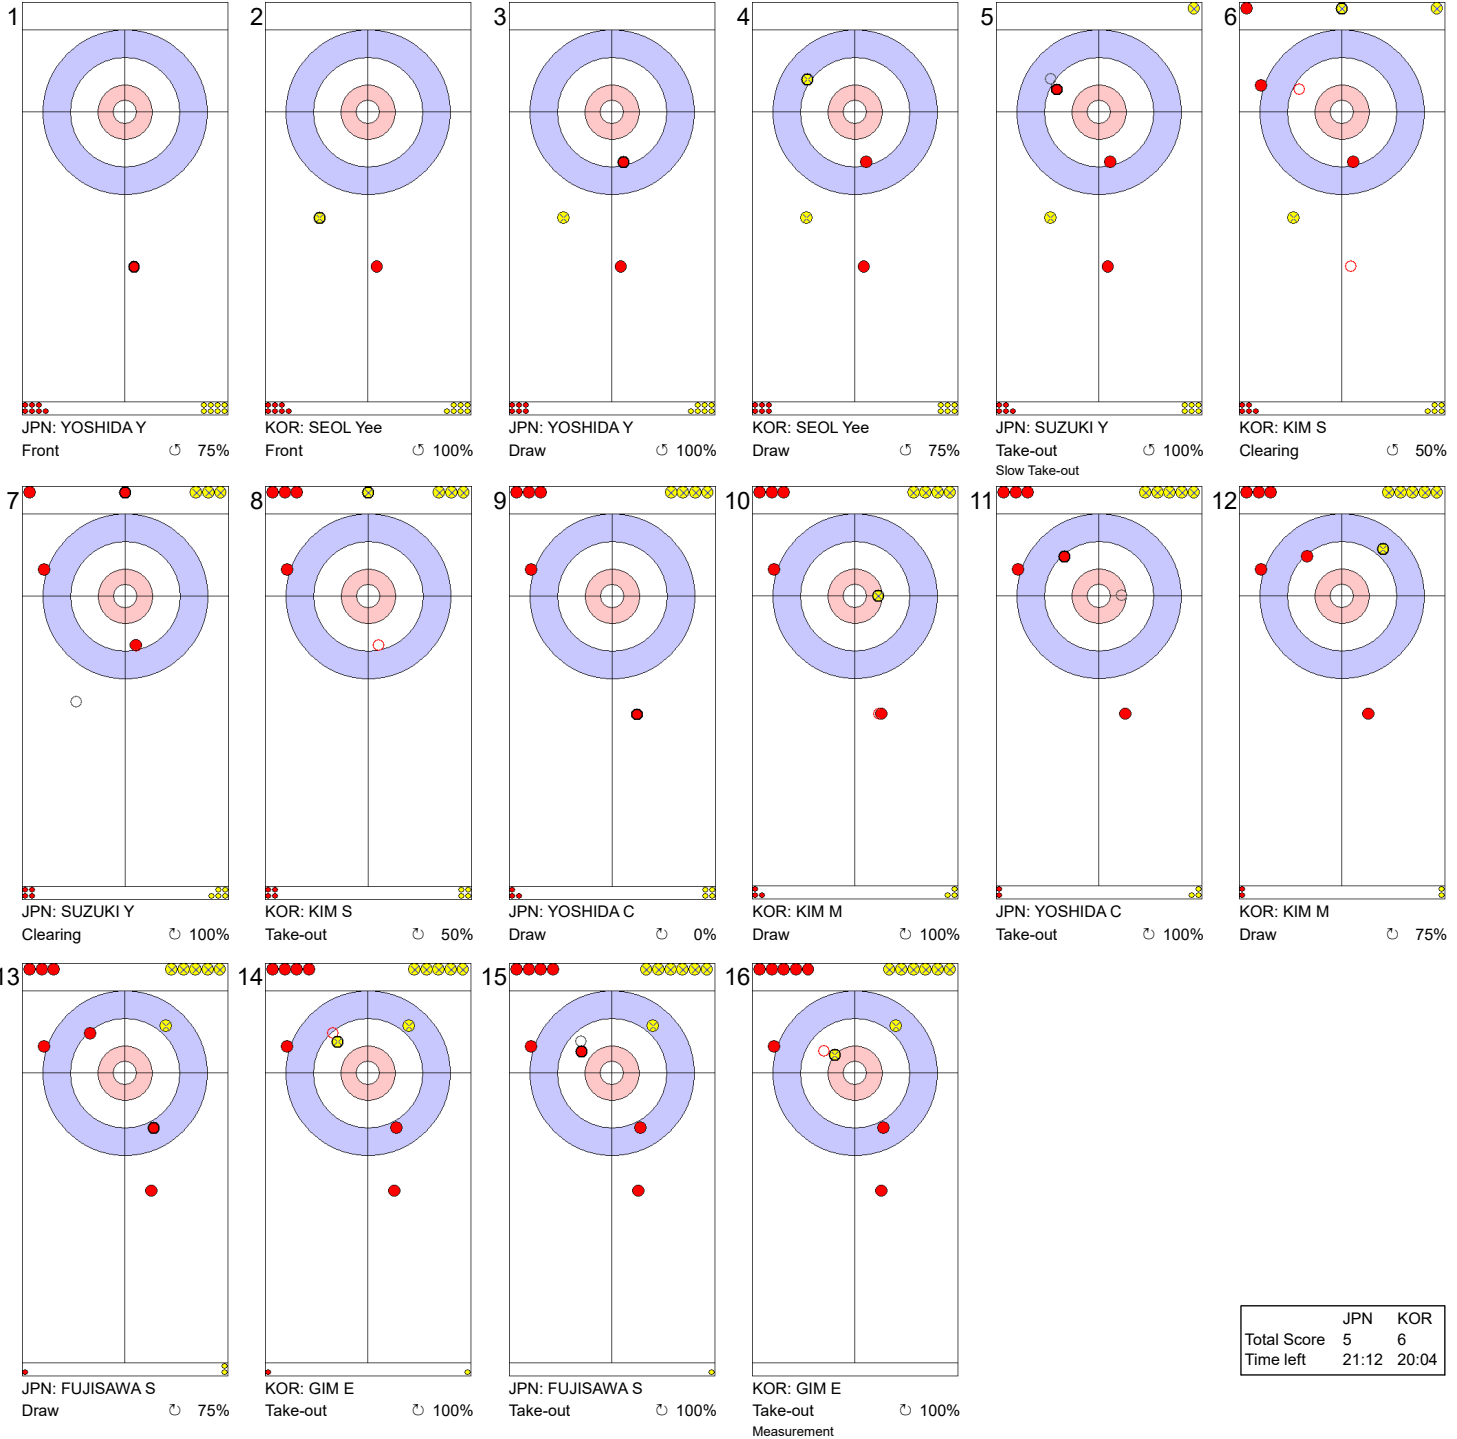 1 2 3 4 5 6
JPN: YOSHIDA Y KOR: SEOL Yee JPN: YOSHIDA Y KOR: SEOL Yee JPN: SUZUKI Y KOR: KIM S
Front ↺ 75% Front ↺ 100% Draw ↺ 100% Draw ↺ 75% Take-out ↺ 100% Clearing ↺ 50%
Slow Take-out
7 8 9 10 11 12
JPN: SUZUKI Y KOR: KIM S JPN: YOSHIDA C KOR: KIM M JPN: YOSHIDA C KOR: KIM M
Clearing ↻ 100% Take-out ↻ 50% Draw ↻ 0% Draw ↻ 100% Take-out ↻ 100% Draw ↻ 75%
13 14 15 16
JPN: FUJISAWA S KOR: GIM E JPN: FUJISAWA S KOR: GIM E
Draw ↻ 75% Take-out ↻ 100% Take-out ↻ 100% Take-out ↻ 100%
Measurement
JPN KOR
Total Score 5 6
Time left 21:12 20:04